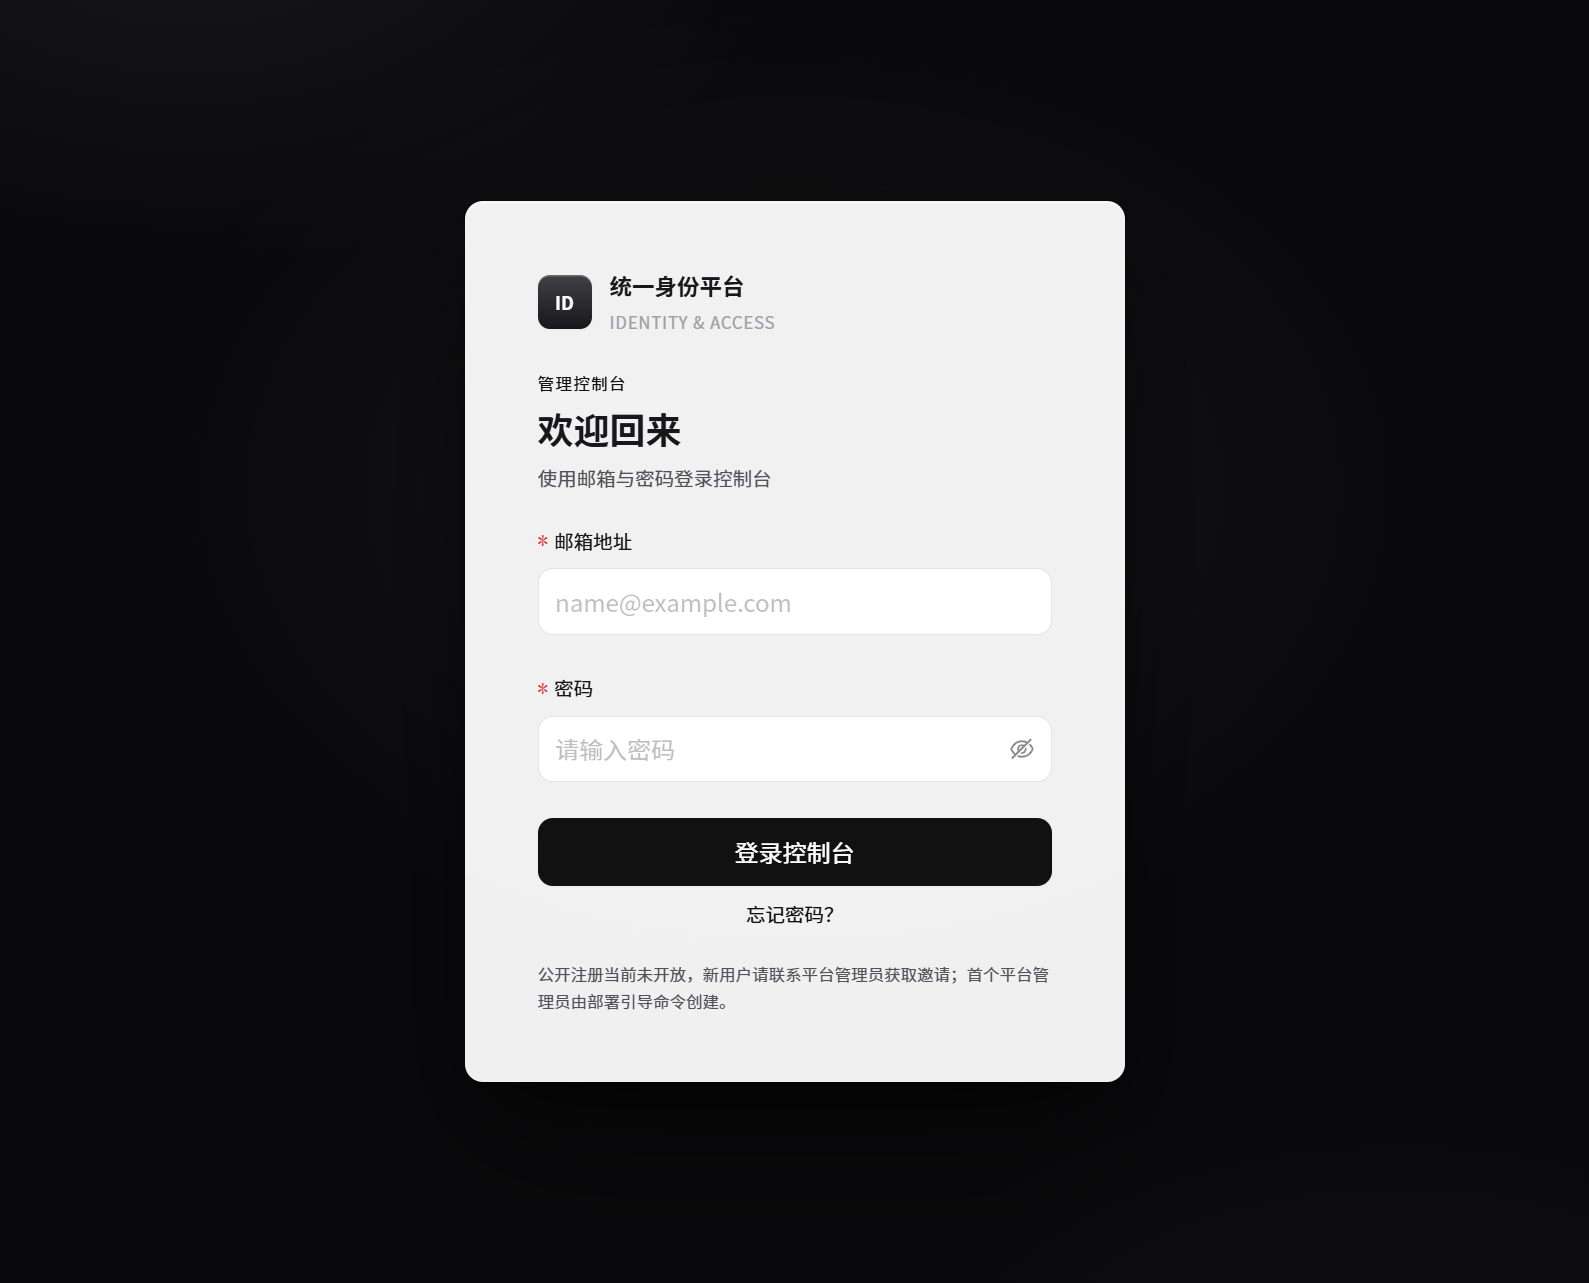 ID
统一身份平台
IDENTITY & ACCESS
管理控制台
欢迎回来
使用邮箱与密码登录控制台
* 邮箱地址
name@example.com
* 密码
请输入密码
登录控制台
忘记密码？
公开注册当前未开放，新用户请联系平台管理员获取邀请；首个平台管
理员由部署引导命令创建。